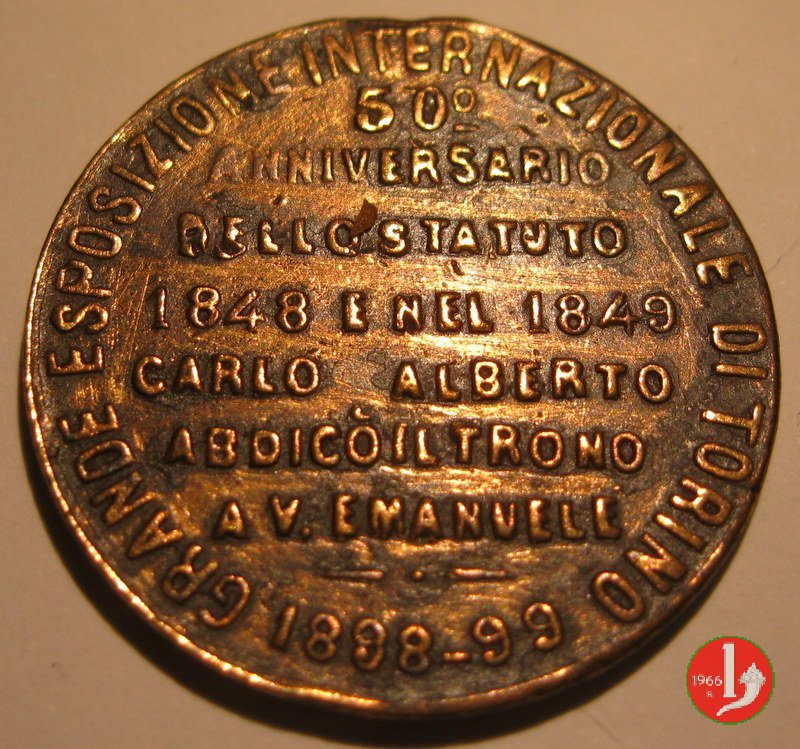 GRANDE ESPOSIZIONE INTERNAZIONALE DI TORINO
1898-99
50º
ANNIVERSARIO
DELLO STATUTO
1848 E NEL 1849
CARLO ALBERTO
ABDICÒ IL TRONO
A V. EMANUELE
1966
B